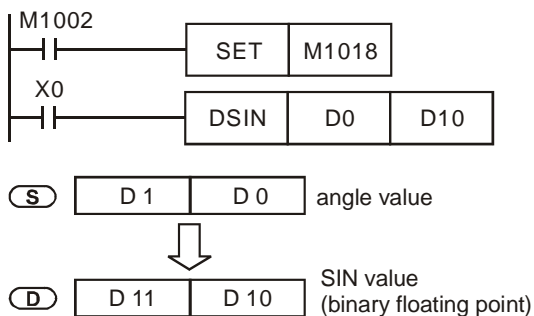 M1002
SET M1018
X0
DSIN D0 D10
S D 1 D 0 angle value
D D 11 D 10 SIN value
(binary floating point)